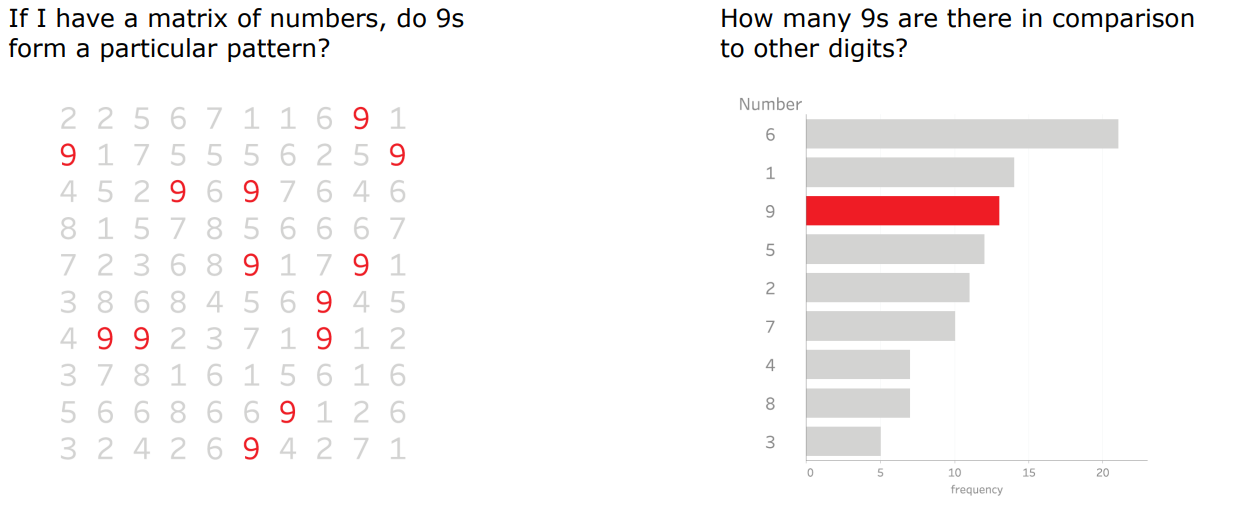 If I have a matrix of numbers, do 9s
form a particular pattern?
2 2 5 6 7 1 1 6 9 1
9 1 7 5 5 5 6 2 5 9
4 5 2 9 6 9 7 6 4 6
8 1 5 7 8 5 6 6 6 7
7 2 3 6 8 9 1 7 9 1
3 8 6 8 4 5 6 9 4 5
4 9 9 2 3 7 1 9 1 2
3 7 8 1 6 1 5 6 1 6
5 6 6 8 6 6 9 1 2 6
3 2 4 2 6 9 4 2 7 1
How many 9s are there in comparison
to other digits?
Number
6
1
9
5
2
7
4
8
3
0 5 10 15 20
frequency